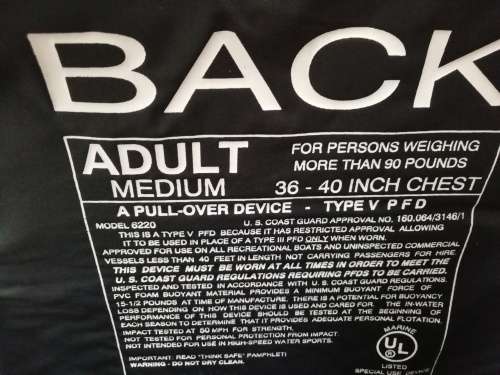 BACK
ADULT
MEDIUM
FOR PERSONS WEIGHING
MORE THAN 90 POUNDS
36 - 40 INCH CHEST
A PULL-OVER DEVICE - TYPE V PFD
MODEL 6220
U.S. COAST GUARD APPROVAL NO. 160.064/3146/1
THIS IS A TYPE V PFD BECAUSE IT HAS RESTRICTED APPROVAL ALLOWING
IT TO BE USED IN PLACE OF A TYPE III PFD ONLY WHEN WORN.
APPROVED FOR USE ON ALL RECREATIONAL BOATS AND UNINSPECTED COMMERCIAL
VESSELS LESS THAN 40 FEET IN LENGTH NOT CARRYING PASSENGERS FOR HIRE
THIS DEVICE MUST BE WORN AT ALL TIMES IN ORDER TO MEET THE
U. S. COAST GUARD REGULATIONS REQUIRING PFDS TO BE CARRIED.
INSPECTED AND TESTED IN ACCORDANCE WITH U.S. COAST GUARD REGULATIONS.
PVC FOAM BUOYANT MATERIAL PROVIDES A MINIMUM BUOYANT FORCE OF
15-1/2 POUNDS AT TIME OF MANUFACTURE. THERE IS A POTENTIAL FOR BUOYANCY
LOSS DEPENDING ON HOW THIS DEVICE IS USED AND CARED FOR. THE IN-WATER
PERFORMANCE OF THIS DEVICE SHOULD BE TESTED AT THE BEGINNING OF
EACH SEASON TO DETERMINE THAT IT PROVIDES ADEQUATE PERSONAL FLOTATION.
IMPACT TESTED AT 50 MPH FOR STRENGTH,
NOT TESTED FOR PERSONAL PROTECTION FROM IMPACT.
NOT INTENDED FOR USE IN HIGH-SPEED WATER SPORTS.
IMPORTANT: READ "THINK SAFE" PAMPHLET!
WARNING - DO NOT DRY CLEAN.
MARINE
UL
LISTED